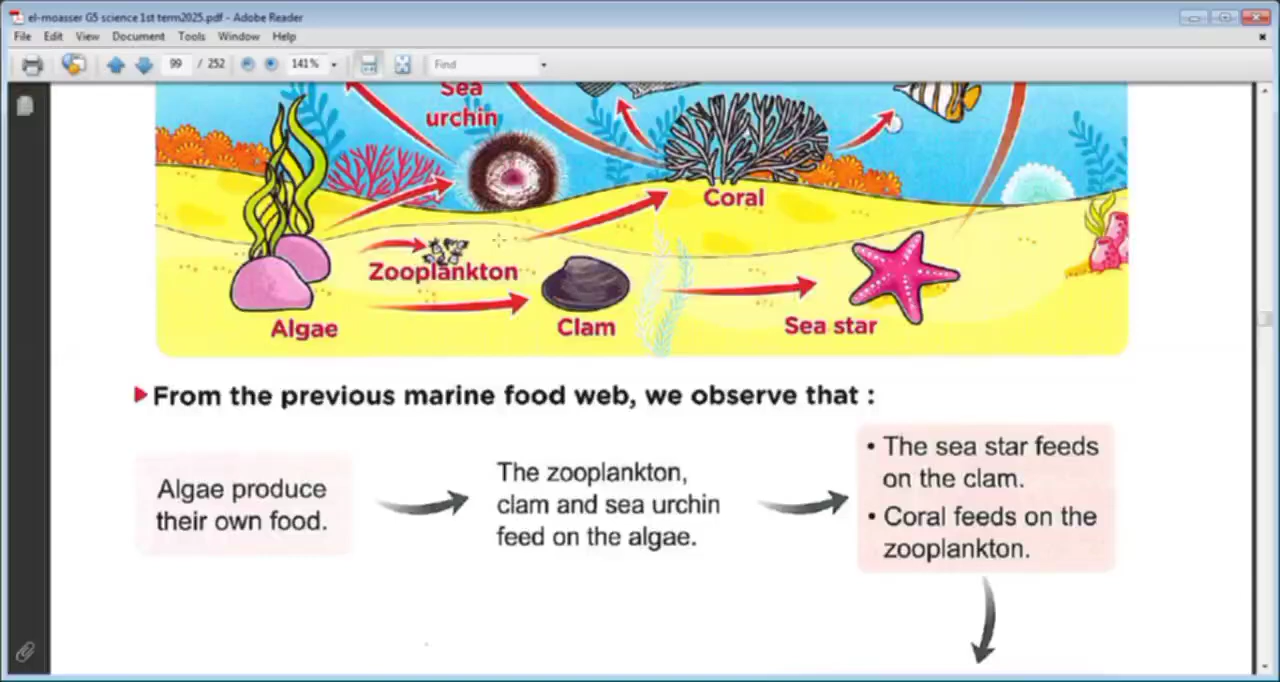 el-moasser G5 science 1st term2025.pdf - Adobe Reader
File Edit View Document Tools Window Help
99 / 252 141% Find
Sea
urchin
Coral
Zooplankton
Algae
Clam
Sea star
From the previous marine food web, we observe that :
Algae produce
their own food.
The zooplankton,
clam and sea urchin
feed on the algae.
• The sea star feeds
on the clam.
• Coral feeds on the
zooplankton.